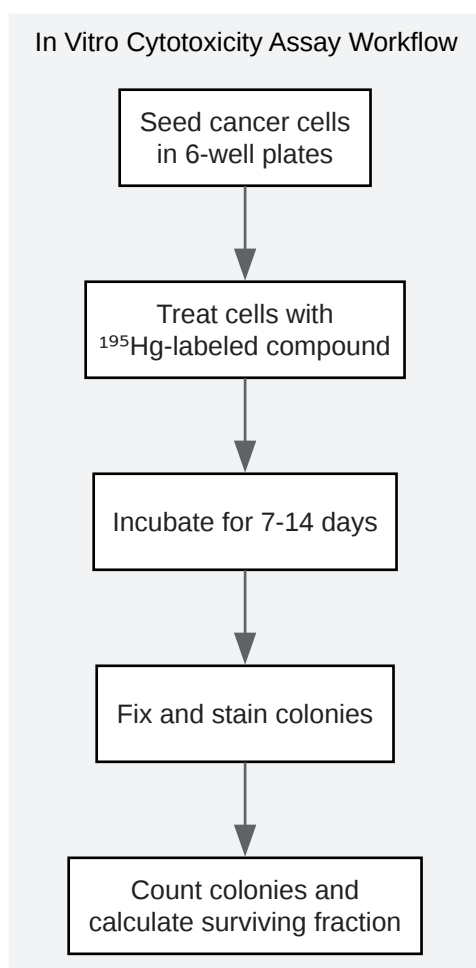 In Vitro Cytotoxicity Assay Workflow
Seed cancer cells
in 6-well plates
Treat cells with
¹⁹⁵Hg-labeled compound
Incubate for 7-14 days
Fix and stain colonies
Count colonies and
calculate surviving fraction